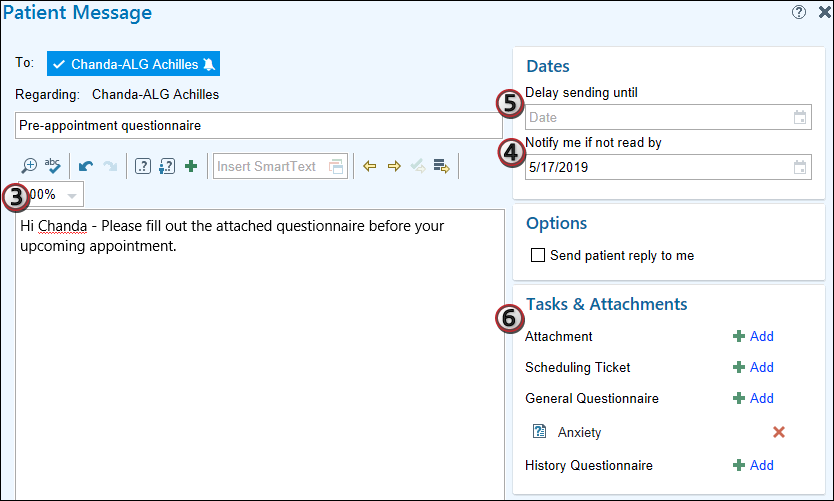 Patient Message
To: Chanda-ALG Achilles
Regarding: Chanda-ALG Achilles
Pre-appointment questionnaire
abc
Insert SmartText
3 00%
Hi Chanda - Please fill out the attached questionnaire before your
upcoming appointment.
Dates
Delay sending until
5 Date
Notify me if not read by
4 5/17/2019
Options
Send patient reply to me
Tasks & Attachments
6
Attachment Add
Scheduling Ticket Add
General Questionnaire Add
Anxiety
History Questionnaire Add